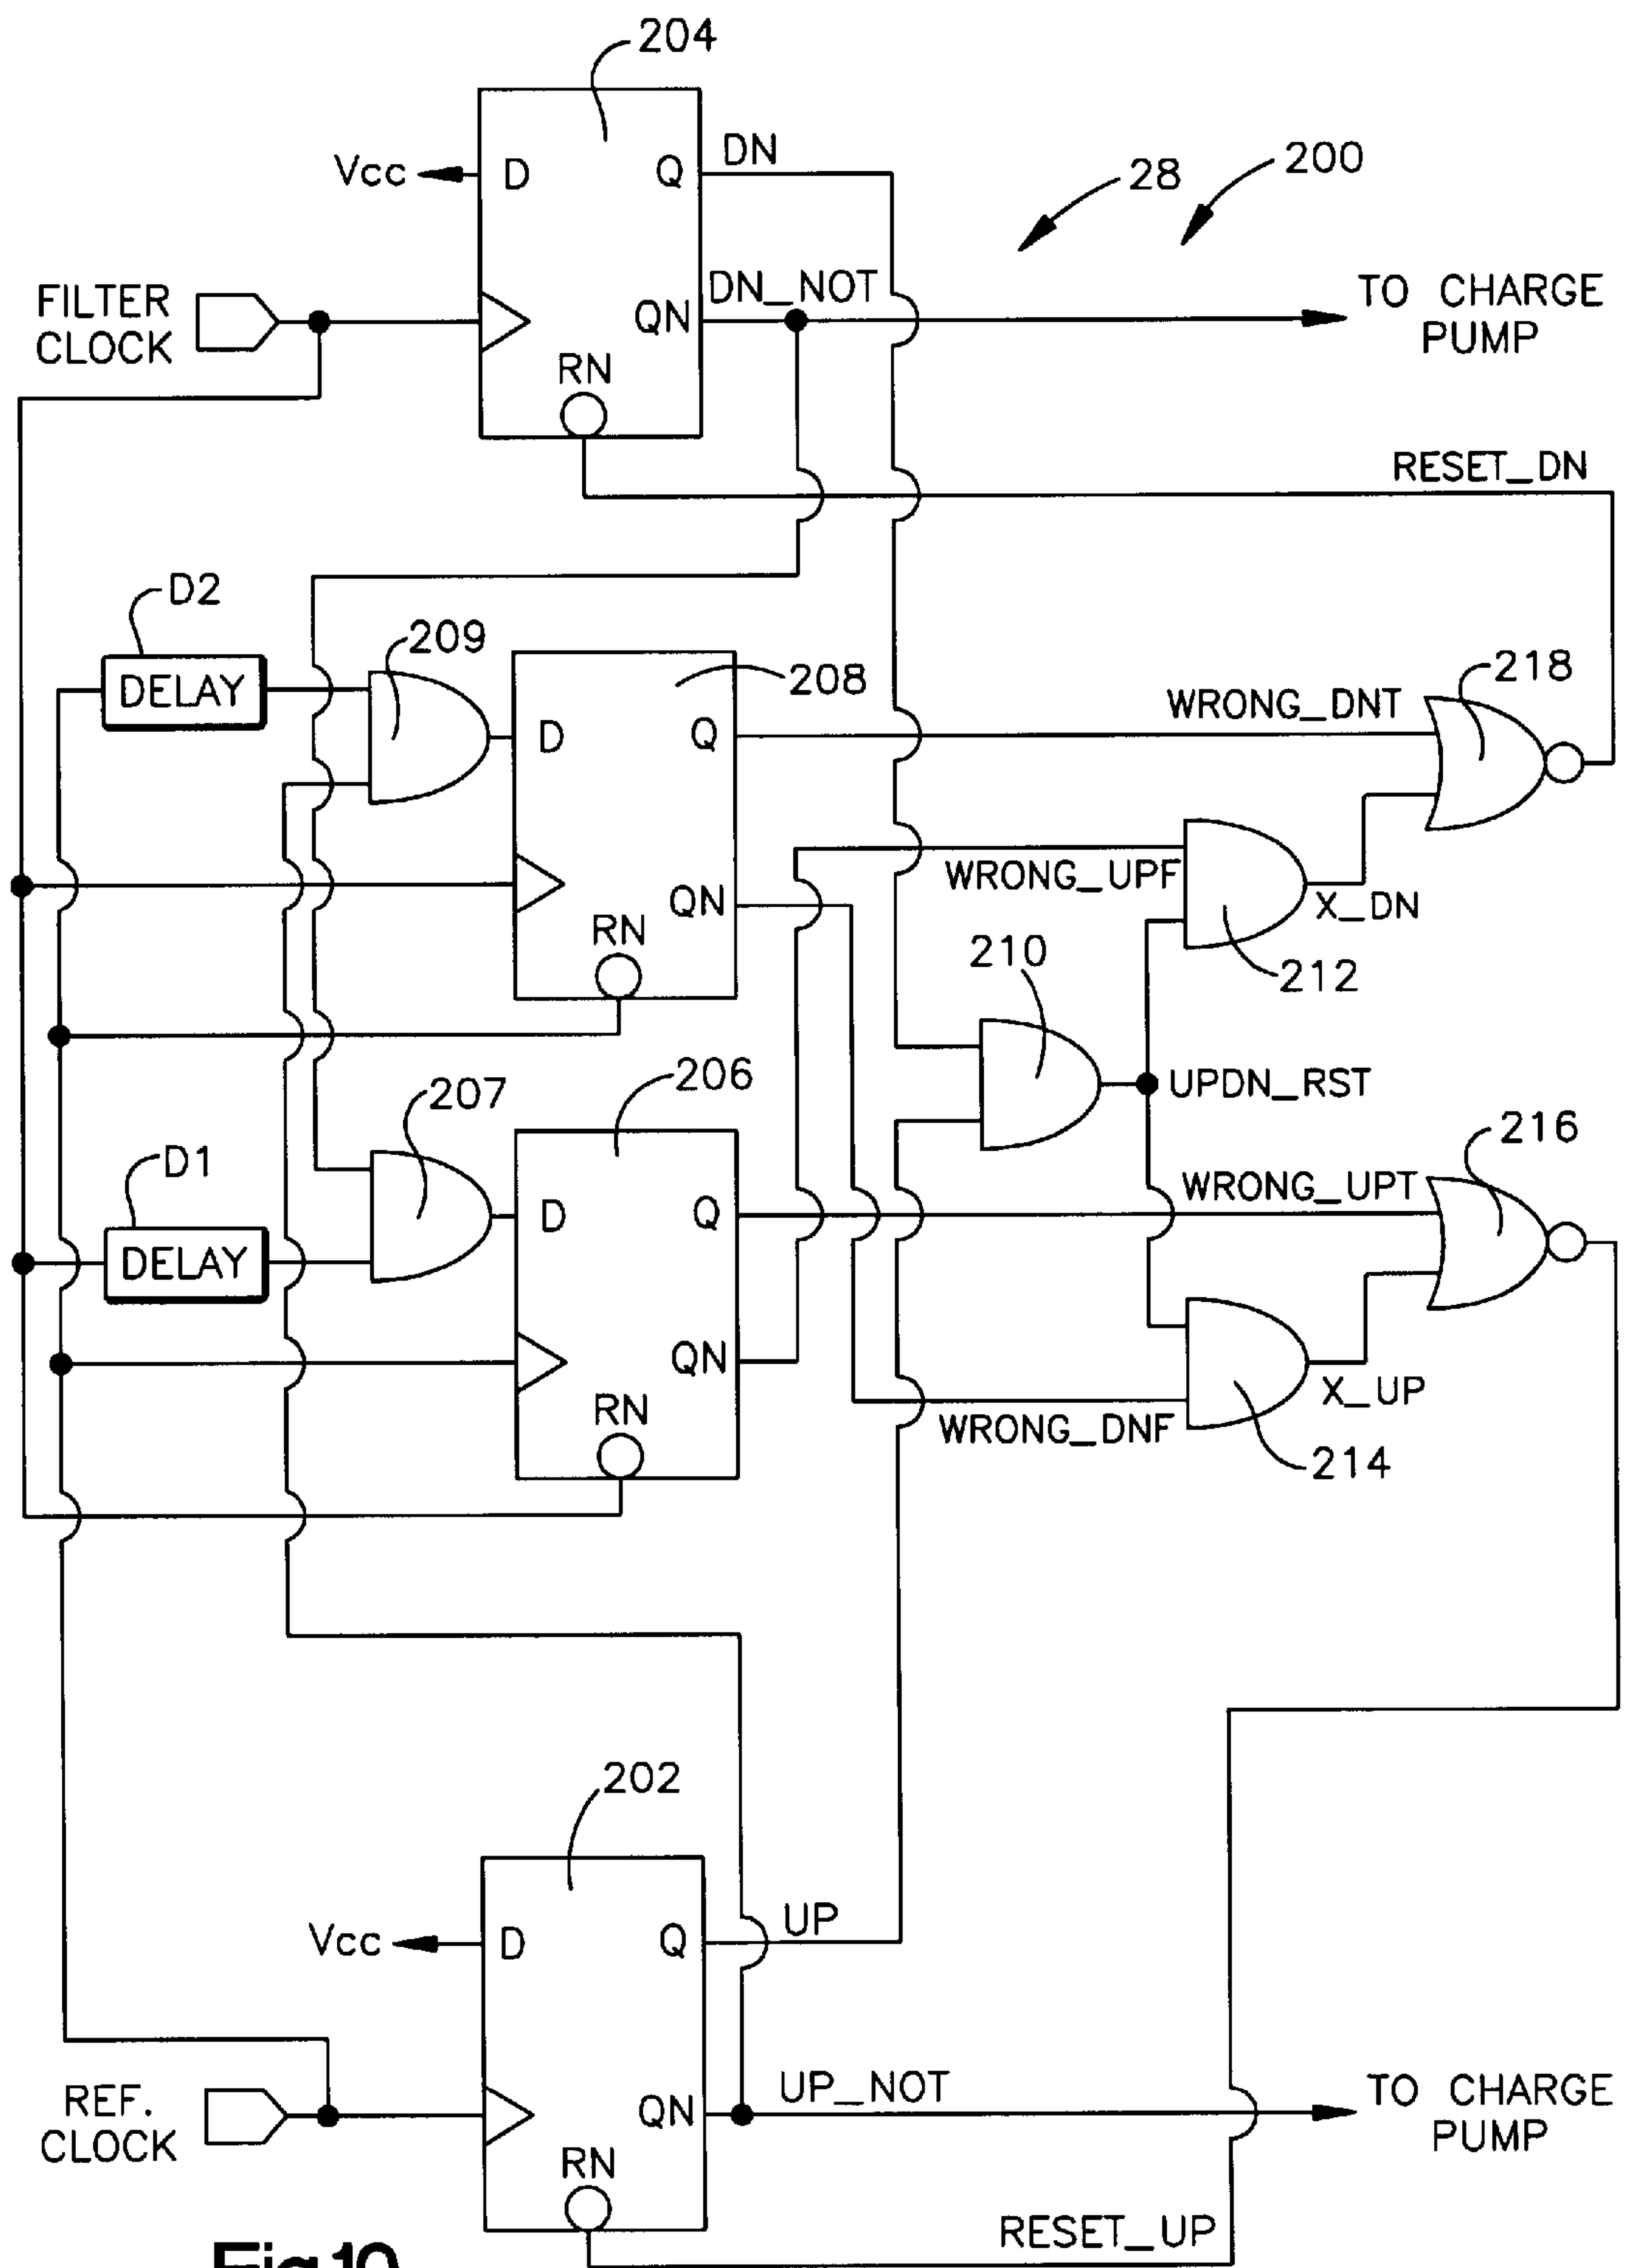 204
Vcc
D
Q
DN
28
200
FILTER
CLOCK
QN
DN_NOT
TO CHARGE
PUMP
RN
RESET_DN
D2
DELAY
209
208
D
Q
WRONG_DNT
218
QN
RN
WRONG_UPF
X_DN
212
210
UPDN_RST
207
206
D1
DELAY
D
Q
WRONG_UPT
216
QN
RN
WRONG_DNF
X_UP
214
202
Vcc
D
Q
UP
REF.
CLOCK
QN
UP_NOT
TO CHARGE
PUMP
RN
RESET_UP
Fig.10